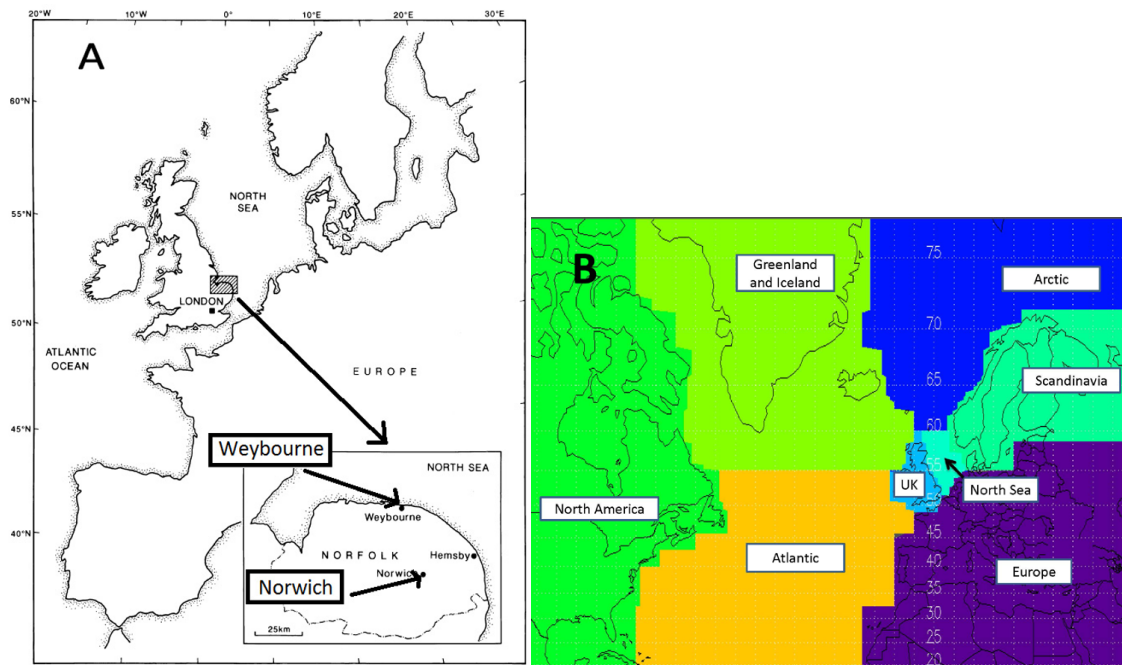 20°W 10°W 0° 10°E 20°E 30°E
A
60°N
NORTH
SEA
55°N
LONDON
50°N
ATLANTIC
OCEAN
EUROPE
45°N
Weybourne
NORTH SEA
Weybourne
40°N
NORFOLK
Hemsby
Norwich
Norwich
25km
B
Greenland
and Iceland
75
Arctic
70
65
Scandinavia
60
55
UK
North Sea
50
North America
45
Atlantic
40
Europe
35
30
25
20